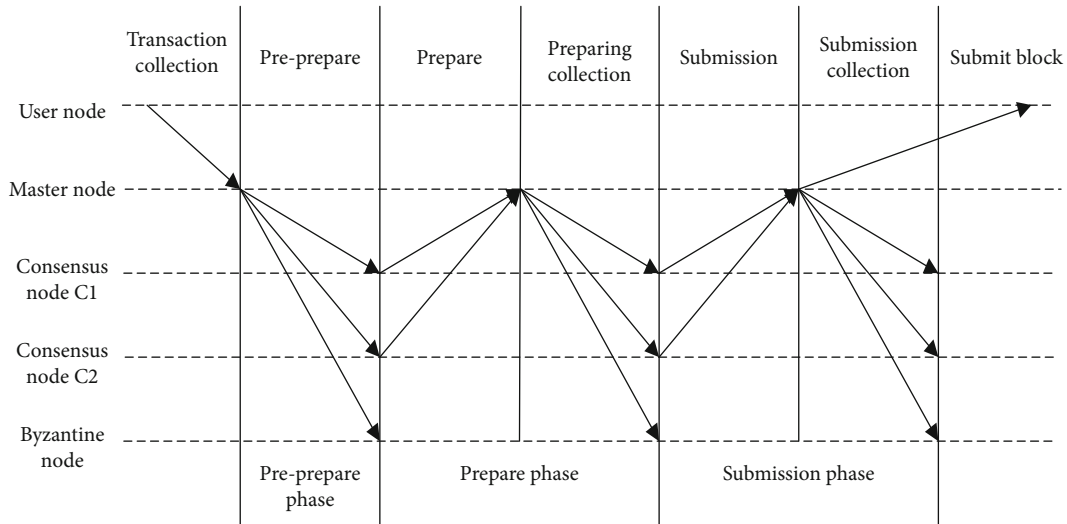 Transaction
collection
Pre-prepare
Prepare
Preparing
collection
Submission
Submission
collection
Submit block
User node
Master node
Consensus
node C1
Consensus
node C2
Byzantine
node
Pre-prepare
phase
Prepare phase
Submission phase